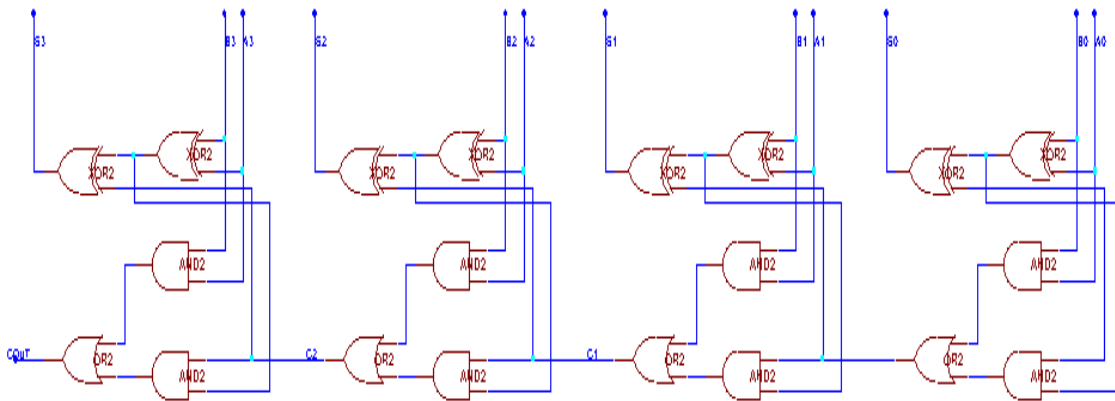 S3 B3 A3 S2 B2 A2 S1 B1 A1 S0 B0 A0
XOR2 XOR2 XOR2 XOR2
XOR2 XOR2 XOR2 XOR2
AND2 AND2 AND2 AND2
COuT OR2 C2 OR2 C1 OR2 OR2
AND2 AND2 AND2 AND2